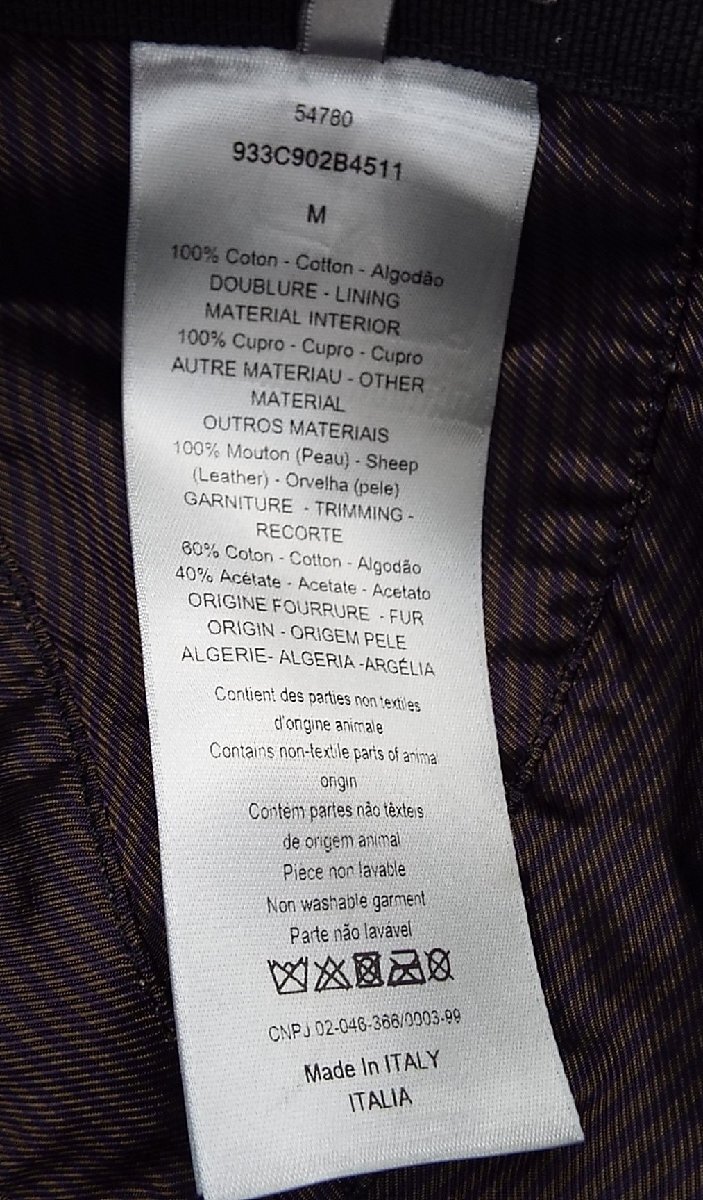 54780
933C902B4511
M
100% Coton - Cotton - Algodão
DOUBLURE - LINING
MATERIAL INTERIOR
100% Cupro - Cupro - Cupro
AUTRE MATERIAU - OTHER
MATERIAL
OUTROS MATERIAIS
100% Mouton (Peau) - Sheep
(Leather) - Orvelha (pele)
GARNITURE - TRIMMING -
RECORTE
60% Coton - Cotton - Algodão
40% Acétate - Acetate - Acetato
ORIGINE FOURRURE - FUR
ORIGIN - ORIGEM PELE
ALGERIE- ALGERIA -ARGÉLIA
Contient des parties non textiles
d'origine animale
Contains non-textile parts of anima
origin
Contém partes não têxteis
de origem animal
Piece non lavable
Non washable garment
Parte não lavável
CNPJ 02-046-366/0003-99
Made In ITALY
ITALIA